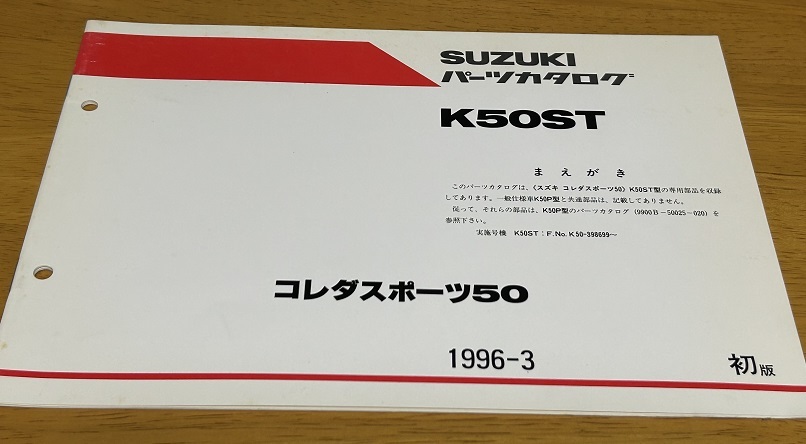 SUZUKI
パーツカタログ
K50ST
まえがき
このパーツカタログは、《スズキ コレダスポーツ50》K50ST型の専用部品を収録
してあります。一般仕様車K50P型と共通部品は、記載してありません。
従って、それらの部品は、K50P型のパーツカタログ(9900B-50025-020)を
参照下さい。
実施号機 K50ST:F.No.K50-398699~
コレダスポーツ50
1996-3
初版